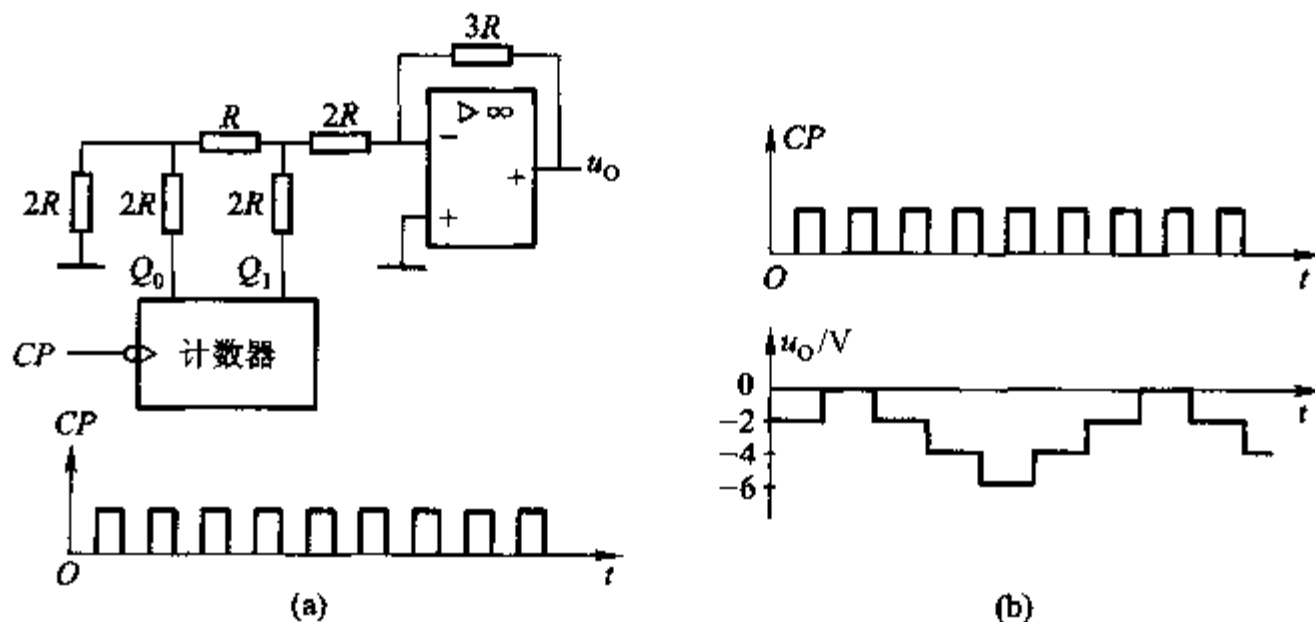 3R
R
2R
▷ ∞
−
+
+
u_O
2R
2R
2R
Q_0
Q_1
CP
计数器
CP
O
t
(a)
CP
O
t
u_O/V
0
−2
−4
−6
t
(b)